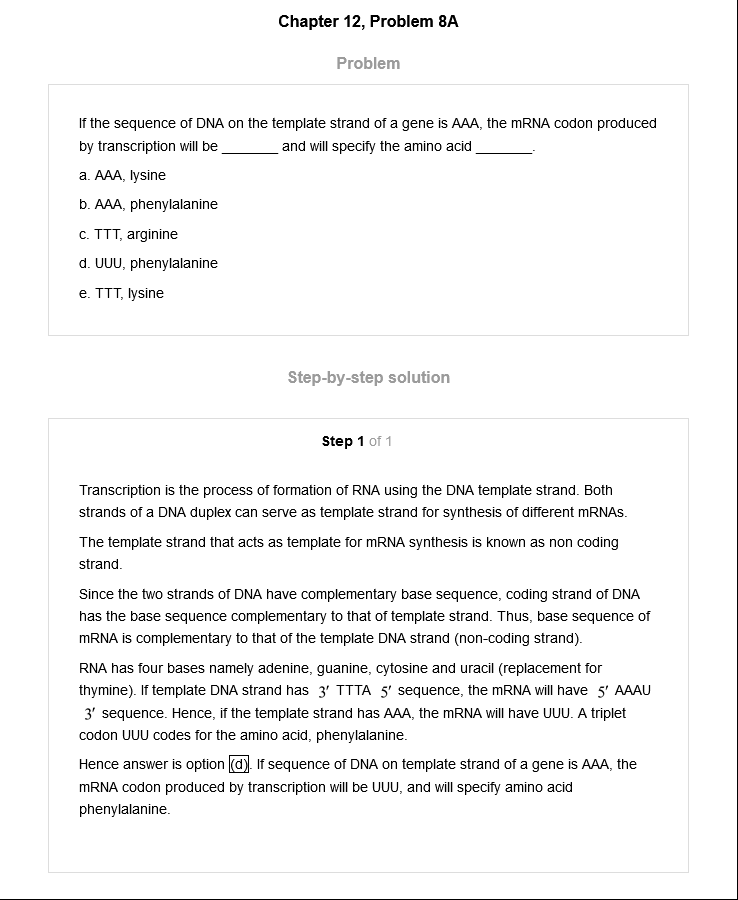 Chapter 12, Problem 8A
Problem
If the sequence of DNA on the template strand of a gene is AAA, the mRNA codon produced
by transcription will be _______ and will specify the amino acid _______.
a. AAA, lysine
b. AAA, phenylalanine
c. TTT, arginine
d. UUU, phenylalanine
e. TTT, lysine
Step-by-step solution
Step 1 of 1
Transcription is the process of formation of RNA using the DNA template strand. Both
strands of a DNA duplex can serve as template strand for synthesis of different mRNAs.
The template strand that acts as template for mRNA synthesis is known as non coding
strand.
Since the two strands of DNA have complementary base sequence, coding strand of DNA
has the base sequence complementary to that of template strand. Thus, base sequence of
mRNA is complementary to that of the template DNA strand (non-coding strand).
RNA has four bases namely adenine, guanine, cytosine and uracil (replacement for
thymine). If template DNA strand has 3′ TTTA 5′ sequence, the mRNA will have 5′ AAAU
3′ sequence. Hence, if the template strand has AAA, the mRNA will have UUU. A triplet
codon UUU codes for the amino acid, phenylalanine.
Hence answer is option (d). If sequence of DNA on template strand of a gene is AAA, the
mRNA codon produced by transcription will be UUU, and will specify amino acid
phenylalanine.